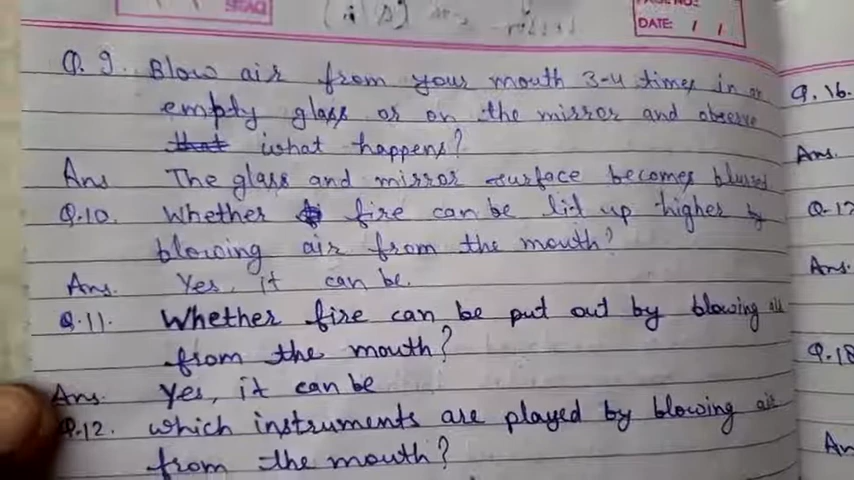 DATE: / /
Q.9. Blow air from your mouth 3-4 times in an
empty glass or on the mirror and observe
that what happens?
Ans The glass and mirror surface becomes blurred
Q.10. Whether fire can be lit up higher by
blowing air from the mouth?
Ans. Yes, it can be.
Q.11. Whether fire can be put out by blowing air
from the mouth?
Ans. Yes, it can be
Q.12. which instruments are played by blowing air
from the mouth?
Q.16.
Ans.
Q.17
Ans.
Q.18
An